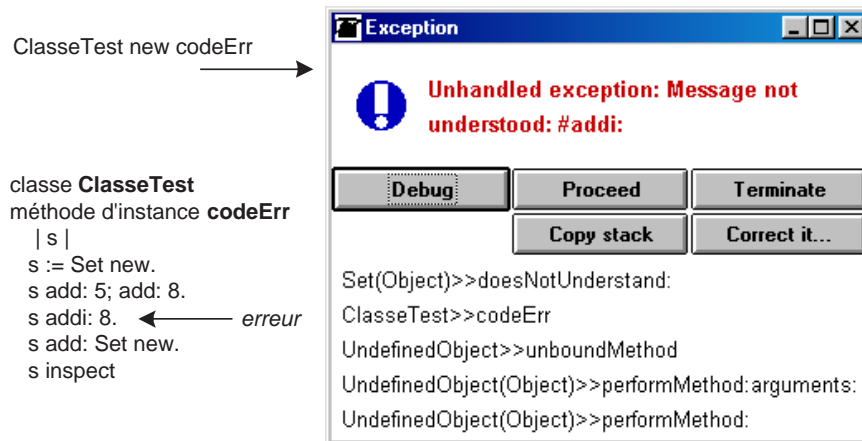 ClasseTest new codeErr
classe ClasseTest
méthode d'instance codeErr
| s |
s := Set new.
s add: 5; add: 8.
s addi: 8.
erreur
s add: Set new.
s inspect
Exception
Unhandled exception: Message not
understood: #addi:
Debug
Proceed
Terminate
Copy stack
Correct it...
Set(Object)>>doesNotUnderstand:
ClasseTest>>codeErr
UndefinedObject>>unboundMethod
UndefinedObject(Object)>>performMethod:arguments:
UndefinedObject(Object)>>performMethod: